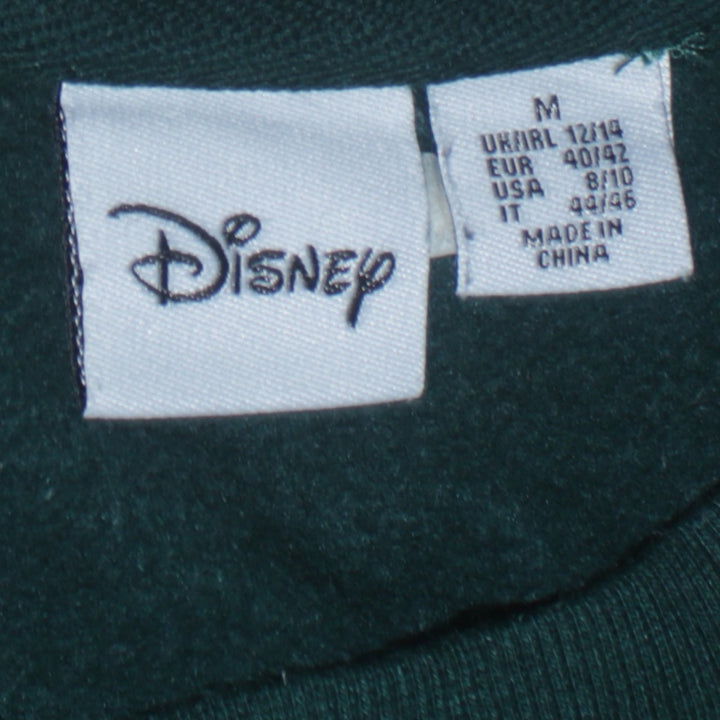 Disney
M
UK/IRL 12/14
EUR 40/42
USA 8/10
IT 44/46
MADE IN
CHINA